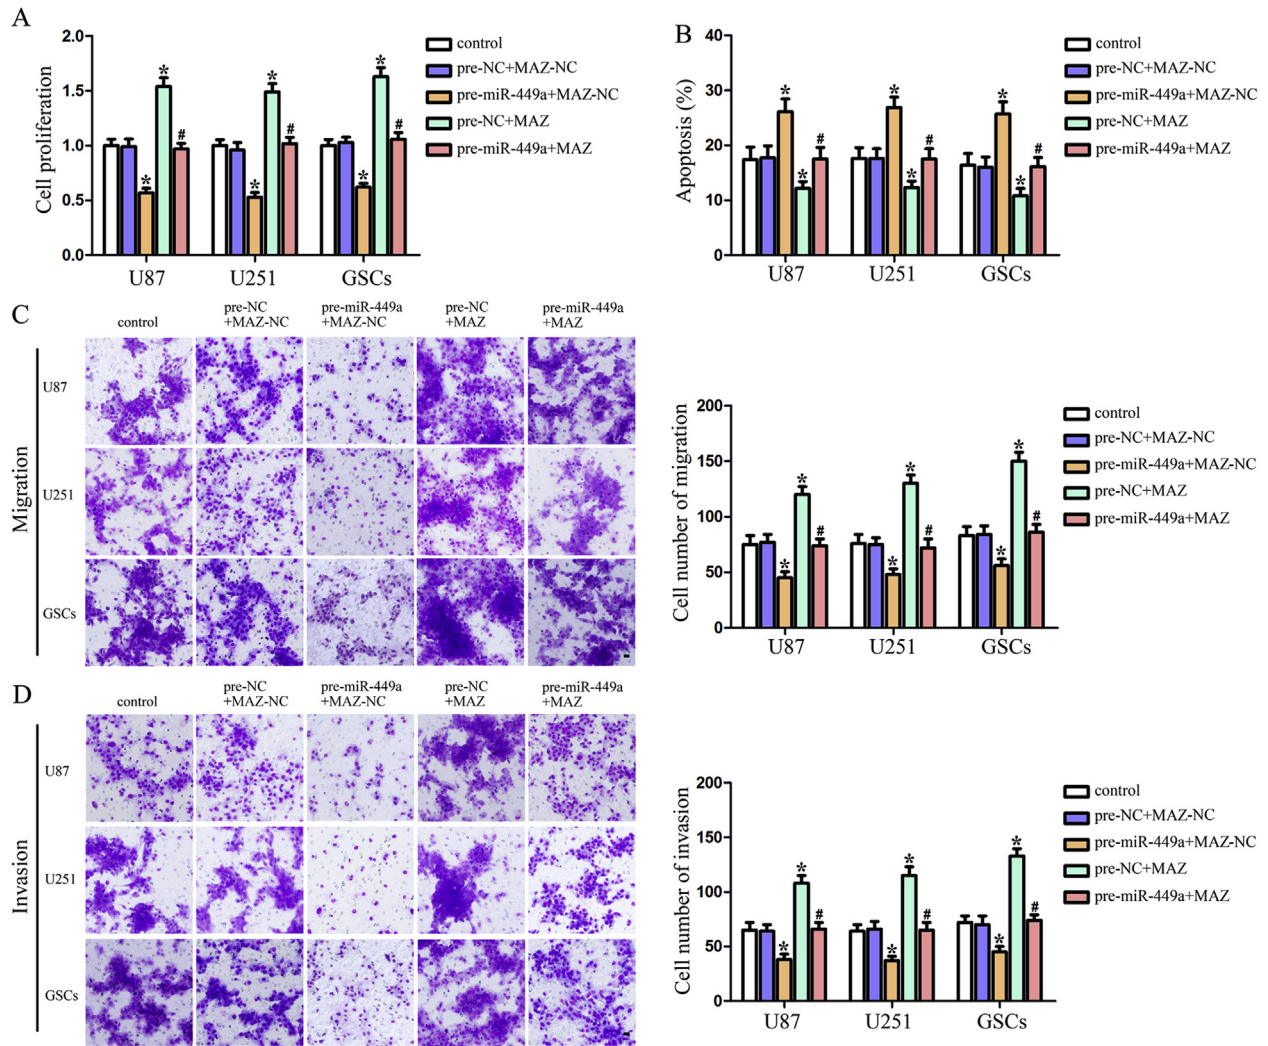 A
2.0
1.5
1.0
0.5
0.0
Cell proliferation
*
*
#
*
*
#
*
*
#
U87
U251
GSCs
control
pre-NC+MAZ-NC
pre-miR-449a+MAZ-NC
pre-NC+MAZ
pre-miR-449a+MAZ
B
40
30
20
10
0
Apoptosis (%)
*
*
#
*
*
#
*
*
#
U87
U251
GSCs
control
pre-NC+MAZ-NC
pre-miR-449a+MAZ-NC
pre-NC+MAZ
pre-miR-449a+MAZ
C
control
pre-NC
+MAZ-NC
pre-miR-449a
+MAZ-NC
pre-NC
+MAZ
pre-miR-449a
+MAZ
Migration
U87
U251
GSCs
200
150
100
50
0
Cell number of migration
*
*
#
*
*
#
*
*
#
U87
U251
GSCs
control
pre-NC+MAZ-NC
pre-miR-449a+MAZ-NC
pre-NC+MAZ
pre-miR-449a+MAZ
D
control
pre-NC
+MAZ-NC
pre-miR-449a
+MAZ-NC
pre-NC
+MAZ
pre-miR-449a
+MAZ
Invasion
U87
U251
GSCs
200
150
100
50
0
Cell number of invasion
*
*
#
*
*
#
*
*
#
U87
U251
GSCs
control
pre-NC+MAZ-NC
pre-miR-449a+MAZ-NC
pre-NC+MAZ
pre-miR-449a+MAZ